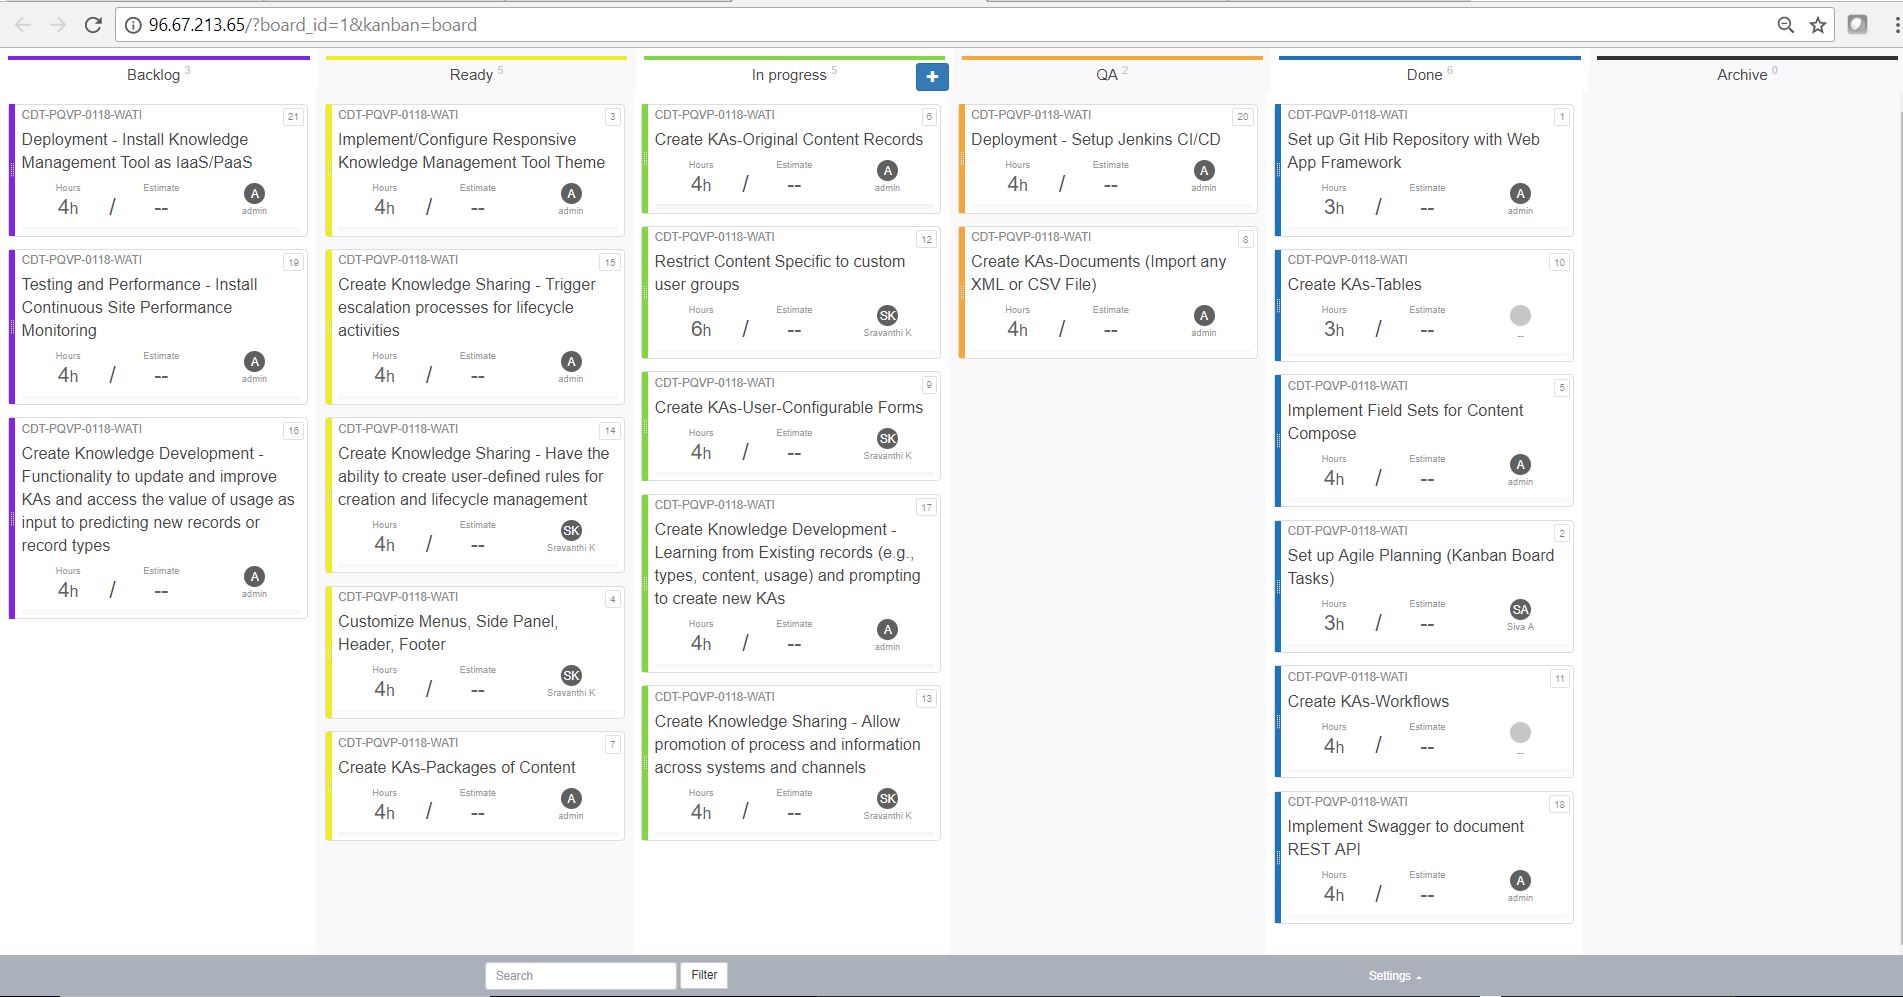 96.67.213.65/?board_id=1&kanban=board
Backlog 3
CDT-PQVP-0118-WATI 21
Deployment - Install Knowledge
Management Tool as IaaS/PaaS
Hours Estimate
4h / -- A
admin
CDT-PQVP-0118-WATI 19
Testing and Performance - Install
Continuous Site Performance
Monitoring
Hours Estimate
4h / -- A
admin
CDT-PQVP-0118-WATI 16
Create Knowledge Development -
Functionality to update and improve
KAs and access the value of usage as
input to predicting new records or
record types
Hours Estimate
4h / -- A
admin
Ready 5
CDT-PQVP-0118-WATI 3
Implement/Configure Responsive
Knowledge Management Tool Theme
Hours Estimate
4h / -- A
admin
CDT-PQVP-0118-WATI 15
Create Knowledge Sharing - Trigger
escalation processes for lifecycle
activities
Hours Estimate
4h / -- A
admin
CDT-PQVP-0118-WATI 14
Create Knowledge Sharing - Have the
ability to create user-defined rules for
creation and lifecycle management
Hours Estimate
4h / -- SK
Sravanthi K
CDT-PQVP-0118-WATI 4
Customize Menus, Side Panel,
Header, Footer
Hours Estimate
4h / -- SK
Sravanthi K
CDT-PQVP-0118-WATI 7
Create KAs-Packages of Content
Hours Estimate
4h / -- A
admin
In progress 5 +
CDT-PQVP-0118-WATI 6
Create KAs-Original Content Records
Hours Estimate
4h / -- A
admin
CDT-PQVP-0118-WATI 12
Restrict Content Specific to custom
user groups
Hours Estimate
6h / -- SK
Sravanthi K
CDT-PQVP-0118-WATI 9
Create KAs-User-Configurable Forms
Hours Estimate
4h / -- SK
Sravanthi K
CDT-PQVP-0118-WATI 17
Create Knowledge Development -
Learning from Existing records (e.g.,
types, content, usage) and prompting
to create new KAs
Hours Estimate
4h / -- A
admin
CDT-PQVP-0118-WATI 13
Create Knowledge Sharing - Allow
promotion of process and information
across systems and channels
Hours Estimate
4h / -- SK
Sravanthi K
QA 2
CDT-PQVP-0118-WATI 20
Deployment - Setup Jenkins CI/CD
Hours Estimate
4h / -- A
admin
CDT-PQVP-0118-WATI 8
Create KAs-Documents (Import any
XML or CSV File)
Hours Estimate
4h / -- A
admin
Done 6
CDT-PQVP-0118-WATI 1
Set up Git Hib Repository with Web
App Framework
Hours Estimate
3h / -- A
admin
CDT-PQVP-0118-WATI 10
Create KAs-Tables
Hours Estimate
3h / --
--
CDT-PQVP-0118-WATI 5
Implement Field Sets for Content
Compose
Hours Estimate
4h / -- A
admin
CDT-PQVP-0118-WATI 2
Set up Agile Planning (Kanban Board
Tasks)
Hours Estimate
3h / -- SA
Siva A
CDT-PQVP-0118-WATI 11
Create KAs-Workflows
Hours Estimate
4h / --
--
CDT-PQVP-0118-WATI 18
Implement Swagger to document
REST API
Hours Estimate
4h / -- A
admin
Archive 0
Search Filter Settings